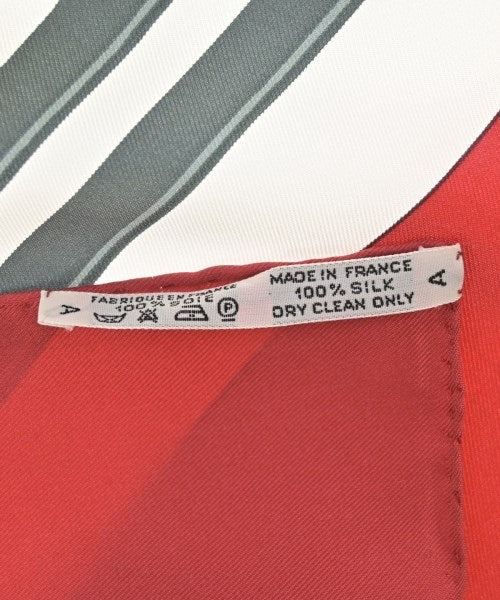 A
FABRIQUE EN FRANCE
100% SOIE
MADE IN FRANCE
100% SILK
DRY CLEAN ONLY
A